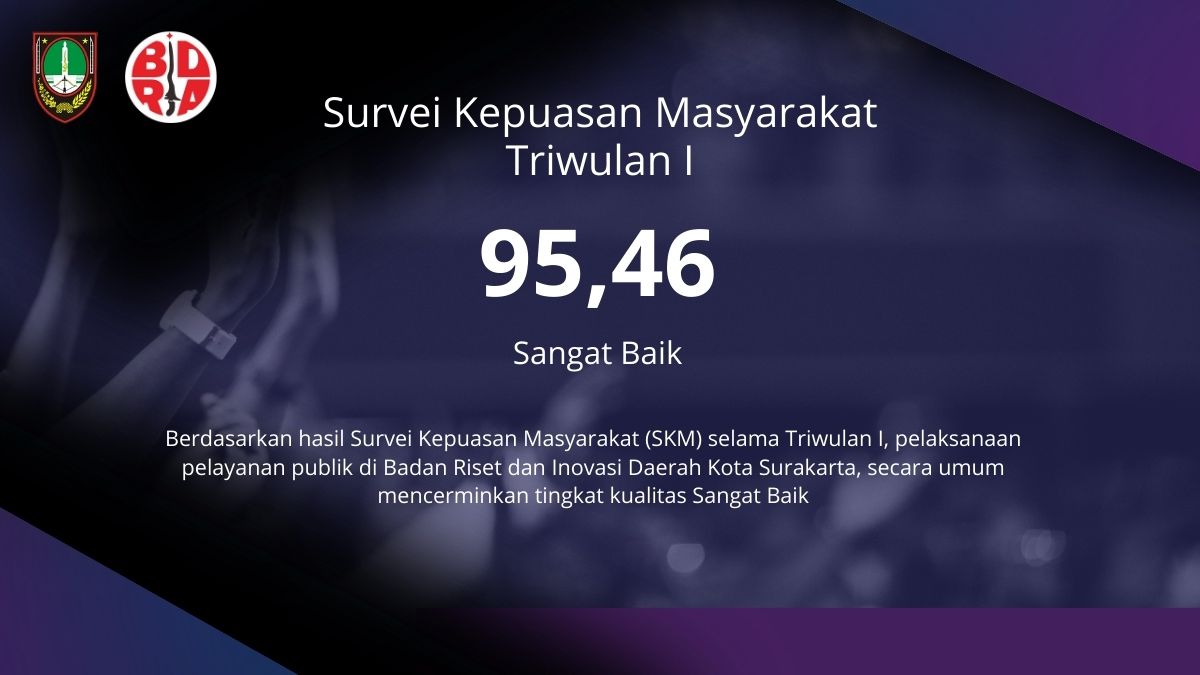 BRIDA
Survei Kepuasan Masyarakat
Triwulan I
95,46
Sangat Baik
Berdasarkan hasil Survei Kepuasan Masyarakat (SKM) selama Triwulan I, pelaksanaan
pelayanan publik di Badan Riset dan Inovasi Daerah Kota Surakarta, secara umum
mencerminkan tingkat kualitas Sangat Baik